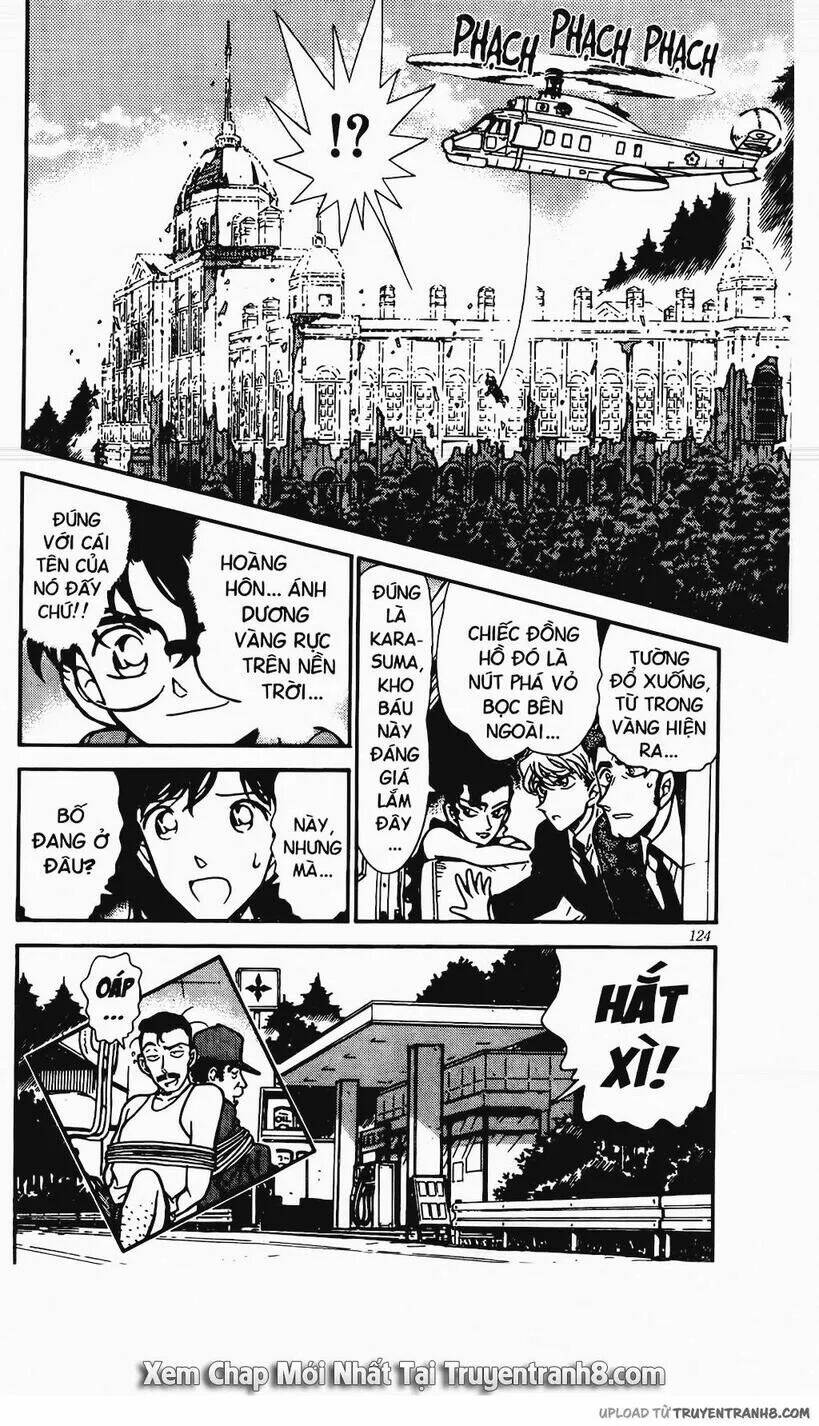 PHẠCH PHẠCH PHẠCH
!?
TƯỜNG
ĐỔ XUỐNG,
TỪ TRONG
VÀNG HIỆN
RA...
CHIẾC ĐỒNG
HỒ ĐÓ LÀ
NÚT PHÁ VỎ
BỌC BÊN
NGOÀI...
ĐÚNG
LÀ
KARA-
SUMA,
KHO
BÁU
NÀY
ĐÁNG
GIÁ
LẮM
ĐÂY
...
HOÀNG
HÔN... ÁNH
DƯƠNG
VÀNG RỰC
TRÊN NỀN
TRỜI...
ĐÚNG
VỚI CÁI
TÊN CỦA
NÓ ĐẤY
CHỨ!!
NÀY,
NHƯNG
MÀ...
BỐ
ĐANG Ở
ĐÂU?
124
HẮT
XÌ!
OÁP
...
OIL
Xem Chap Mới Nhất Tại Truyentranh8.com
UPLOAD TỪ TRUYENTRANH8.COM